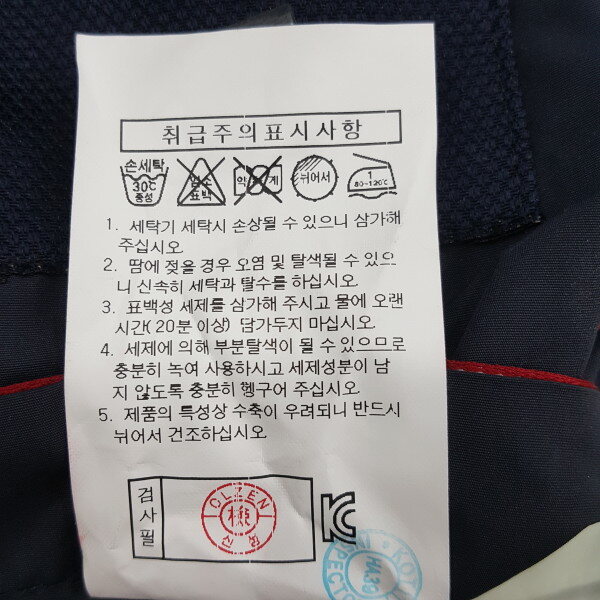 취급주의표시사항
손세탁
30℃
중성
표백
약
뉘어서
1
80~120℃
1. 세탁기 세탁시 손상될 수 있으니 삼가해
주십시오.
2. 땀에 젖을 경우 오염 및 탈색될 수 있으
니 신속히 세탁과 탈수를 하십시오.
3. 표백성 세제를 삼가해 주시고 물에 오랜
시간(20분 이상) 담가두지 마십시오.
4. 세제에 의해 부분탈색이 될 수 있으므로
충분히 녹여 사용하시고 세제성분이 남
지 않도록 충분히 헹구어 주십시오.
5. 제품의 특성상 수축이 우려되니 반드시
뉘어서 건조하십시오.
검사필
CLZEN
檢